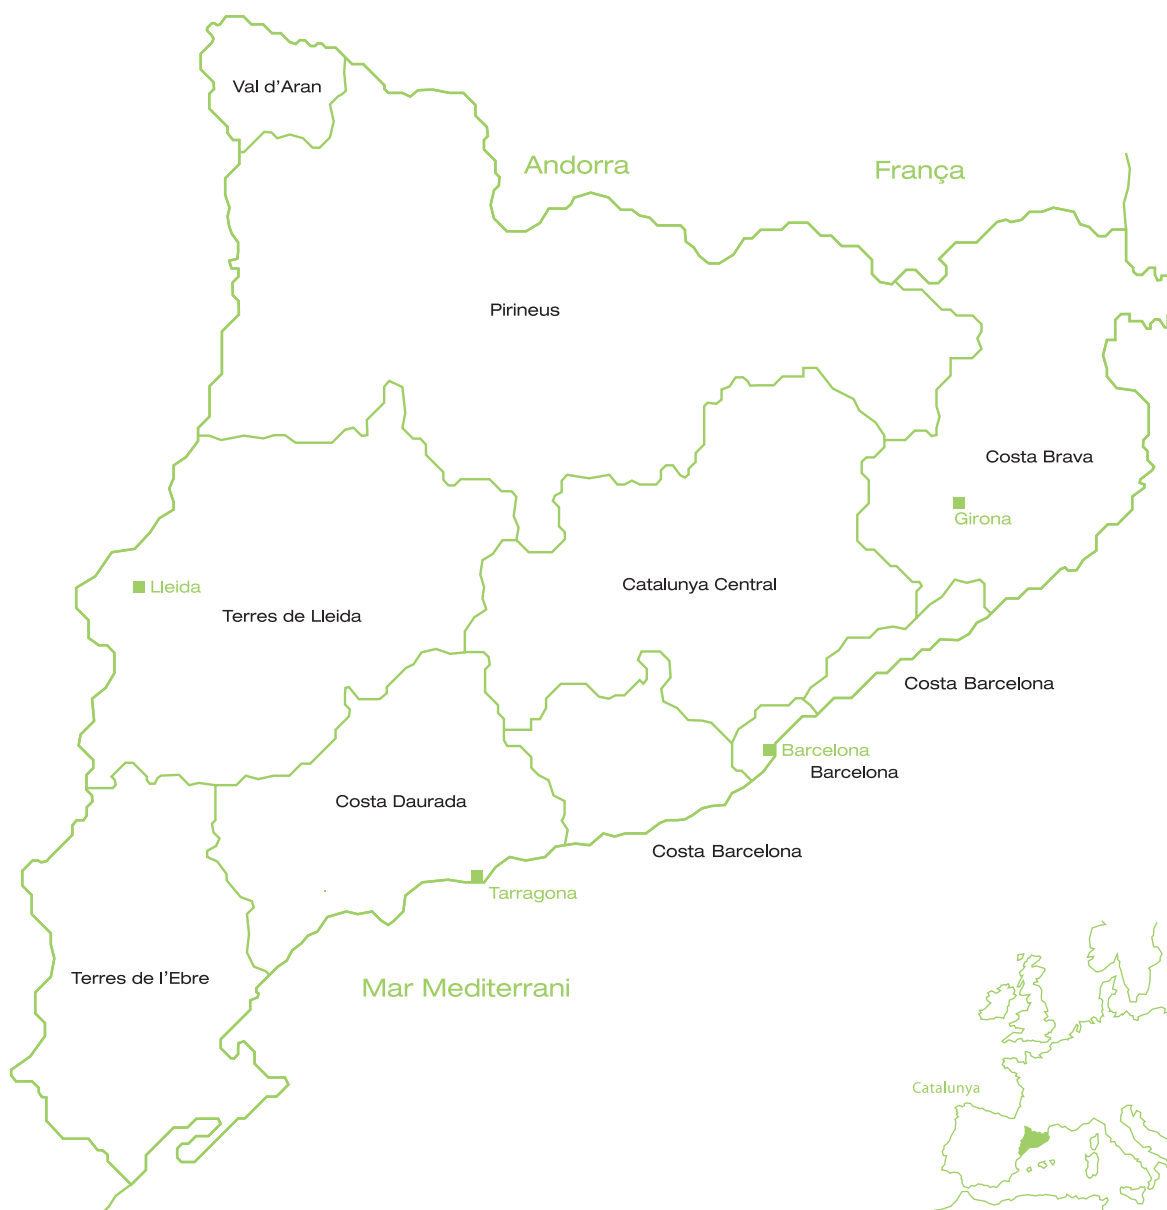 Val d'Aran
Andorra
França
Pirineus
Costa Brava
Girona
Lleida
Catalunya Central
Terres de Lleida
Costa Barcelona
Barcelona
Barcelona
Costa Daurada
Costa Barcelona
Tarragona
Terres de l'Ebre
Mar Mediterrani
Catalunya